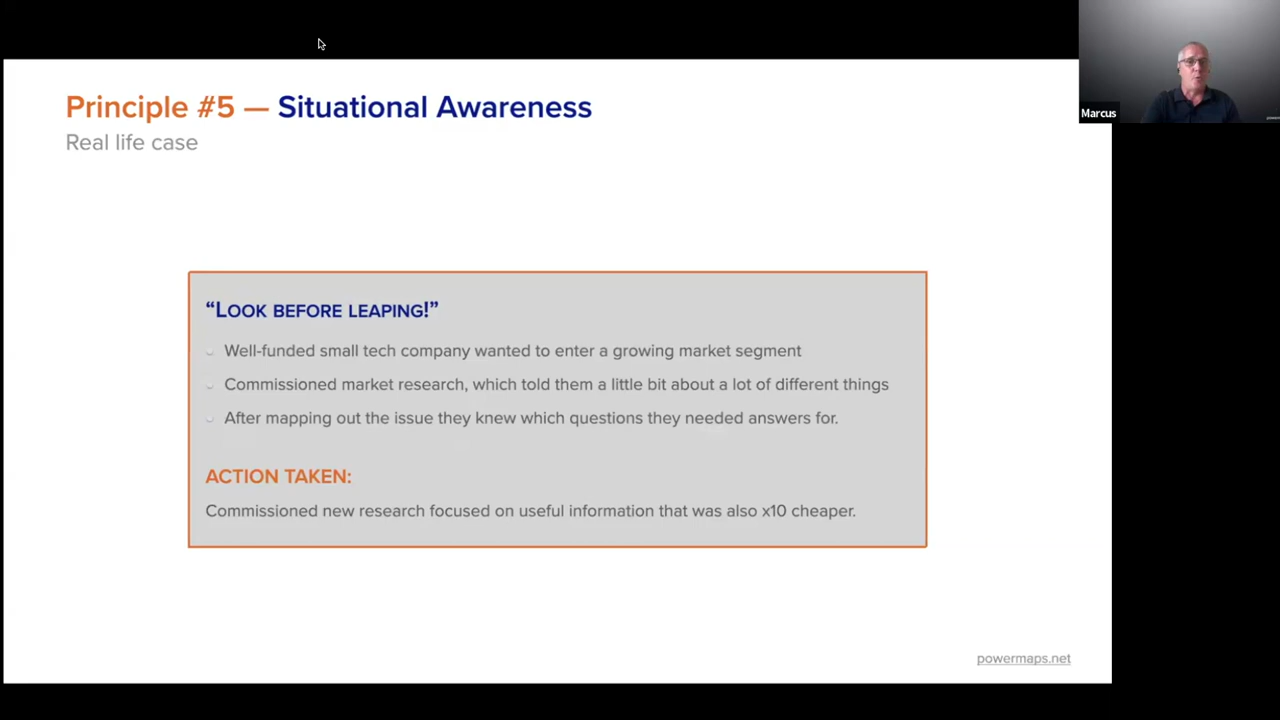 Principle #5 — Situational Awareness
Real life case
Marcus
“LOOK BEFORE LEAPING!”
Well-funded small tech company wanted to enter a growing market segment
Commissioned market research, which told them a little bit about a lot of different things
After mapping out the issue they knew which questions they needed answers for.
ACTION TAKEN:
Commissioned new research focused on useful information that was also x10 cheaper.
powermaps.net